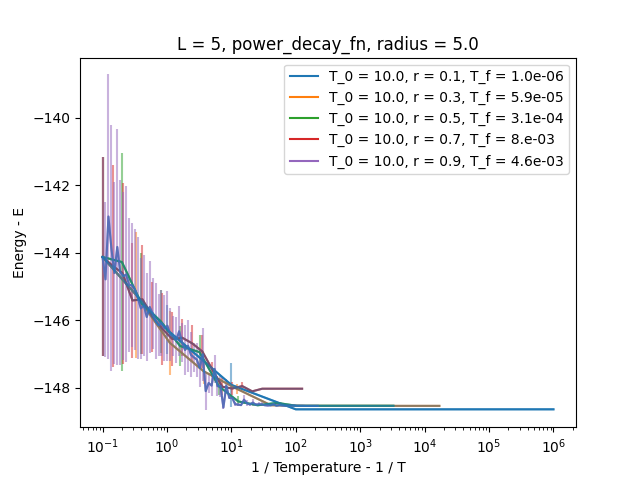 L = 5, power_decay_fn, radius = 5.0
T_0 = 10.0, r = 0.1, T_f = 1.0e-06
T_0 = 10.0, r = 0.3, T_f = 5.9e-05
T_0 = 10.0, r = 0.5, T_f = 3.1e-04
T_0 = 10.0, r = 0.7, T_f = 8.e-03
T_0 = 10.0, r = 0.9, T_f = 4.6e-03
Energy - E
−140
−142
−144
−146
−148
10⁻¹ 10⁰ 10¹ 10² 10³ 10⁴ 10⁵ 10⁶
1 / Temperature - 1 / T